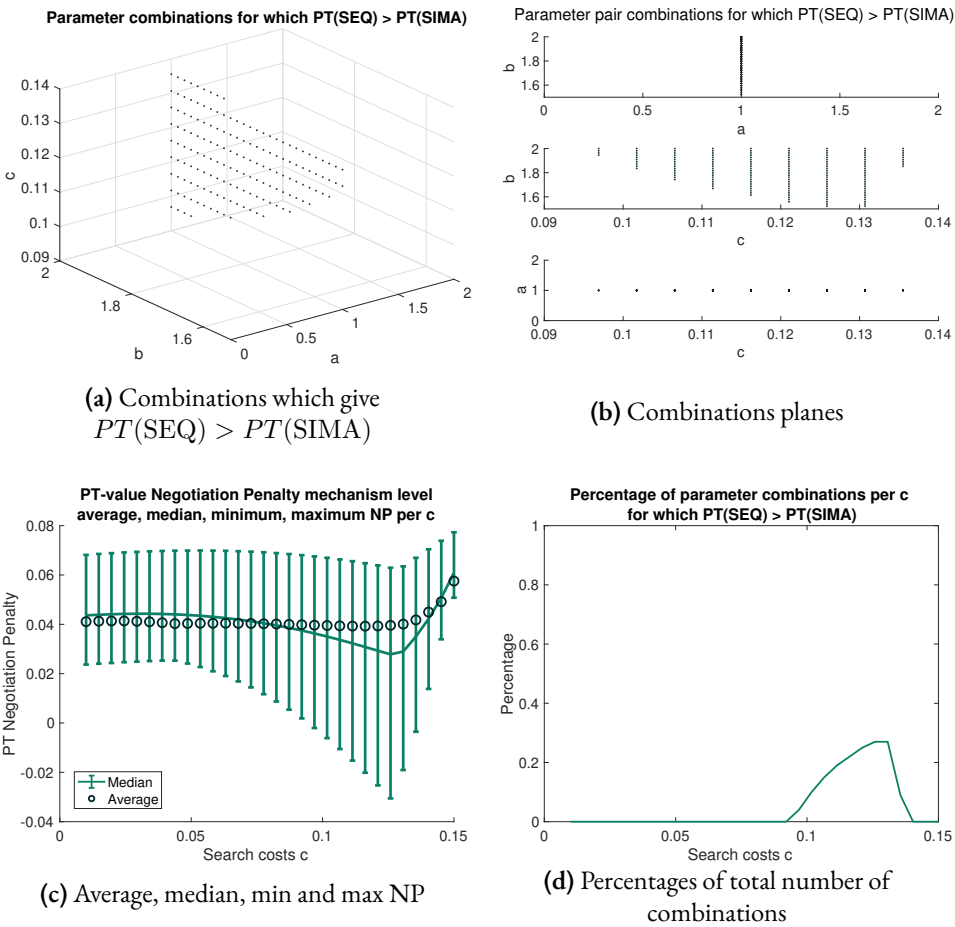 Parameter combinations for which PT(SEQ) > PT(SIMA)
0.14
0.13
0.12
0.11
0.1
0.09
c
2
1.8
1.6
b
0
0.5
1
1.5
2
a
(a) Combinations which give
PT(SEQ) > PT(SIMA)
Parameter pair combinations for which PT(SEQ) > PT(SIMA)
2
1.8
1.6
b
0 0.5 1 1.5 2
a
2
1.8
1.6
b
0.09 0.1 0.11 0.12 0.13 0.14
c
2
1
0
a
0.09 0.1 0.11 0.12 0.13 0.14
c
(b) Combinations planes
PT-value Negotiation Penalty mechanism level
average, median, minimum, maximum NP per c
0.08
0.06
0.04
0.02
0
-0.02
-0.04
PT Negotiation Penalty
Median
Average
0 0.05 0.1 0.15
Search costs c
(c) Average, median, min and max NP
Percentage of parameter combinations per c
for which PT(SEQ) > PT(SIMA)
1
0.8
0.6
0.4
0.2
0
Percentage
0 0.05 0.1 0.15
Search costs c
(d) Percentages of total number of
combinations